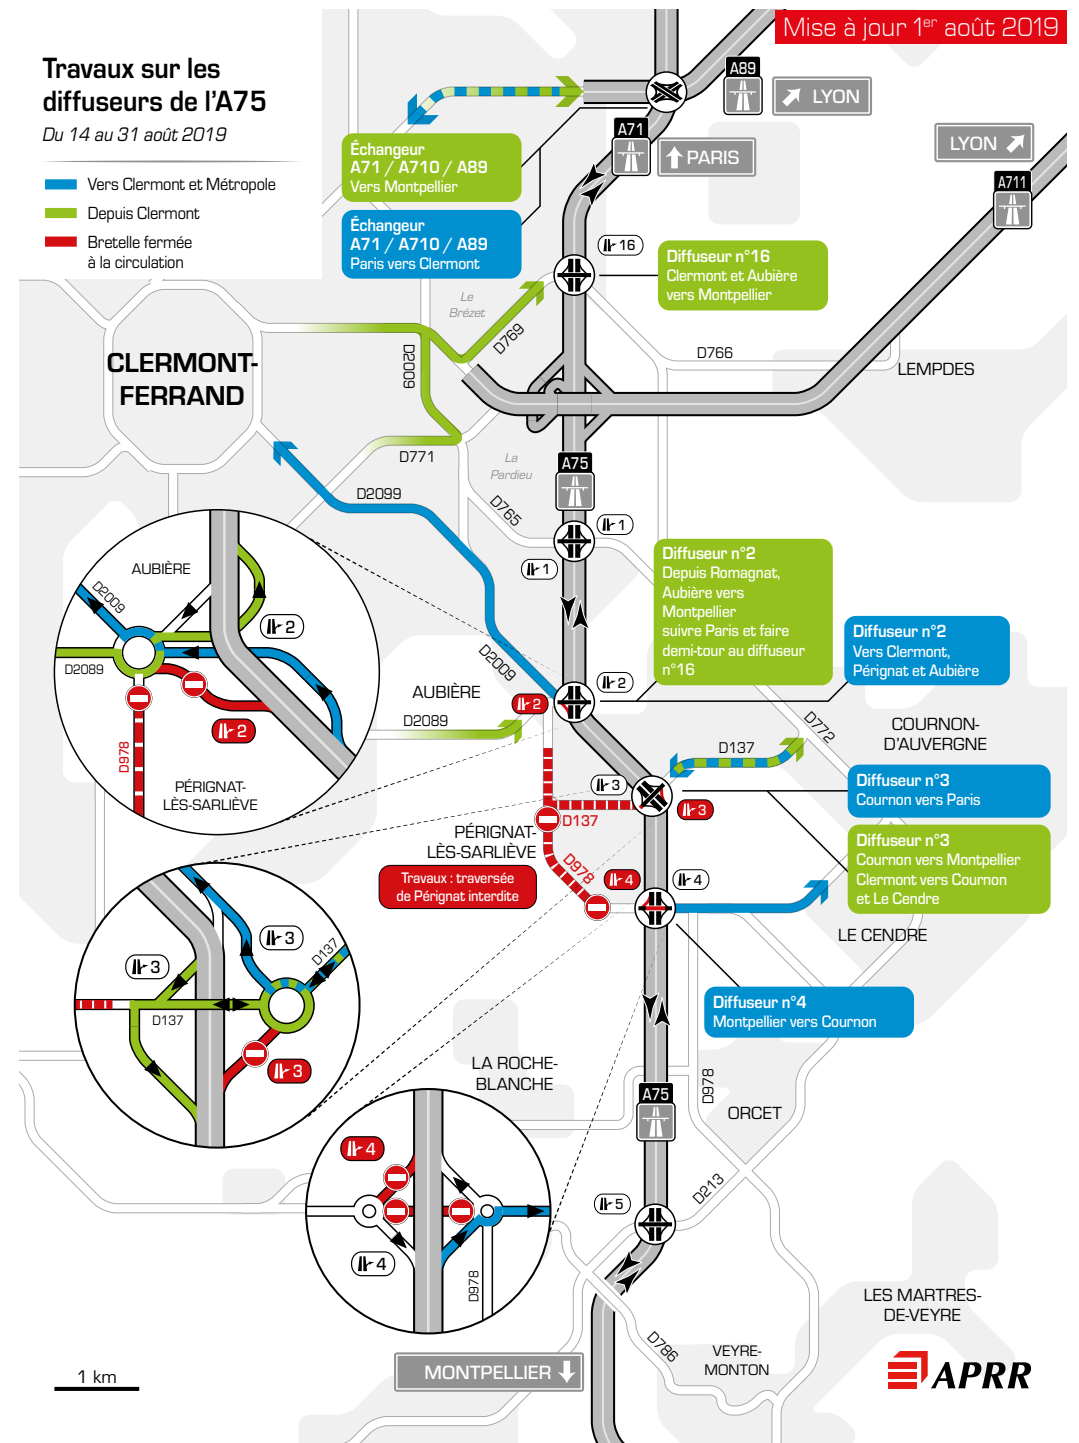 Mise à jour 1er août 2019
Travaux sur les
diffuseurs de l'A75
Du 14 au 31 août 2019
Vers Clermont et Métropole
Depuis Clermont
Bretelle fermée
à la circulation
Échangeur
A71 / A710 / A89
Vers Montpellier
Échangeur
A71 / A710 / A89
Paris vers Clermont
A89
LYON
A71
PARIS
LYON
A711
16
Diffuseur n°16
Clermont et Aubière
vers Montpellier
Le
Brézet
D769
D2009
D766
LEMPDES
CLERMONT-
FERRAND
D771
La
Pardieu
A75
D2099
D765
1
1
AUBIÈRE
D2009
2
D2089
2
D978
PÉRIGNAT-
LÈS-SARLIÈVE
Diffuseur n°2
Depuis Romagnat,
Aubière vers
Montpellier
suivre Paris et faire
demi-tour au diffuseur
n°16
Diffuseur n°2
Vers Clermont,
Pérignat et Aubière
D2009
2
2
AUBIÈRE
D2089
D772
COURNON-
D'AUVERGNE
D137
3
3
Diffuseur n°3
Cournon vers Paris
D137
PÉRIGNAT-
LÈS-SARLIÈVE
D978
Diffuseur n°3
Cournon vers Montpellier
Clermont vers Cournon
et Le Cendre
Travaux : traversée
de Pérignat interdite
4
4
LE CENDRE
3
D137
3
D137
3
Diffuseur n°4
Montpellier vers Cournon
LA ROCHE-
BLANCHE
D978
A75
ORCET
4
4
D978
D213
5
LES MARTRES-
DE-VEYRE
D786
VEYRE-
MONTON
MONTPELLIER
1 km
APRR